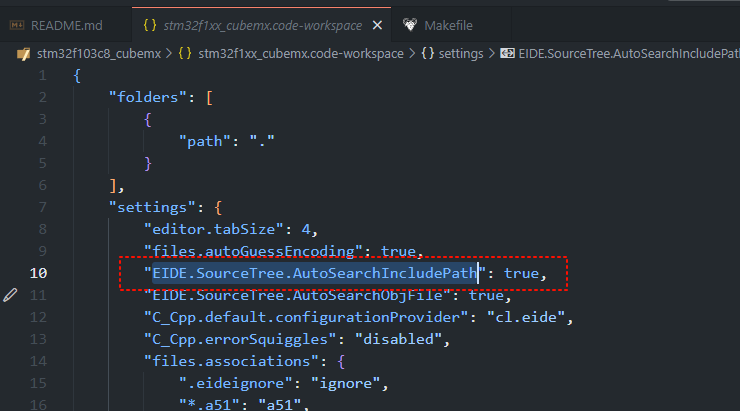 README.md
{} stm32f1xx_cubemx.code-workspace ×
Makefile
stm32f103c8_cubemx > {} stm32f1xx_cubemx.code-workspace > {} settings > EIDE.SourceTree.AutoSearchIncludePat
1 {
2 "folders": [
3 {
4 "path": "."
5 }
6 ],
7 "settings": {
8 "editor.tabSize": 4,
9 "files.autoGuessEncoding": true,
10 "EIDE.SourceTree.AutoSearchIncludePath": true,
11 "EIDE.SourceTree.AutoSearchObjFile": true,
12 "C_Cpp.default.configurationProvider": "cl.eide",
13 "C_Cpp.errorSquiggles": "disabled",
14 "files.associations": {
15 ".eideignore": "ignore",
16 "*.a51": "a51",